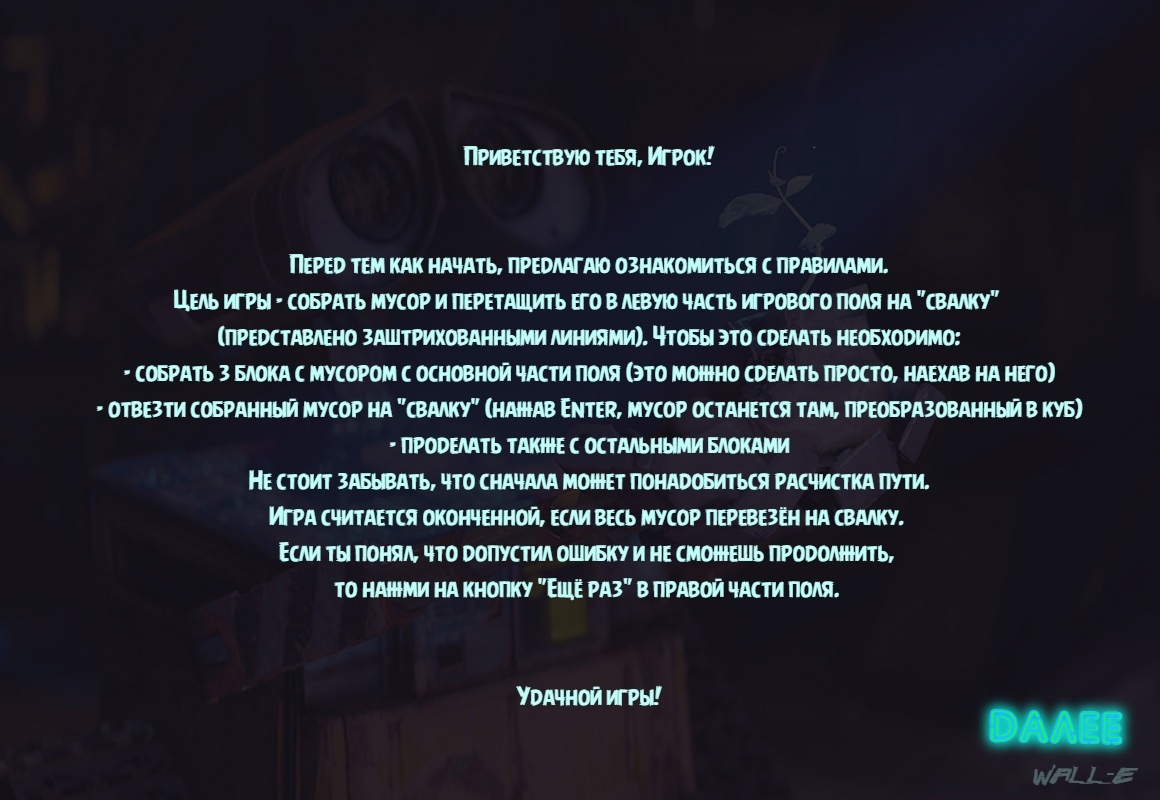 Приветствую тебя, Игрок!
Перед тем как начать, предлагаю ознакомиться с правилами.
Цель игры - собрать мусор и перетащить его в левую часть игрового поля на "свалку"
(представлено заштрихованными линиями). Чтобы это сделать необходимо:
- собрать 3 блока с мусором с основной части поля (это можно сделать просто, наехав на него)
- отвезти собранный мусор на "свалку" (нажав Enter, мусор останется там, преобразованный в куб)
- проделать также с остальными блоками
Не стоит забывать, что сначала может понадобиться расчистка пути.
Игра считается оконченной, если весь мусор перевезён на свалку.
Если ты понял, что допустил ошибку и не сможешь продолжить,
то нажми на кнопку "Ещё раз" в правой части поля.
Удачной игры!
Далее
WALL-E